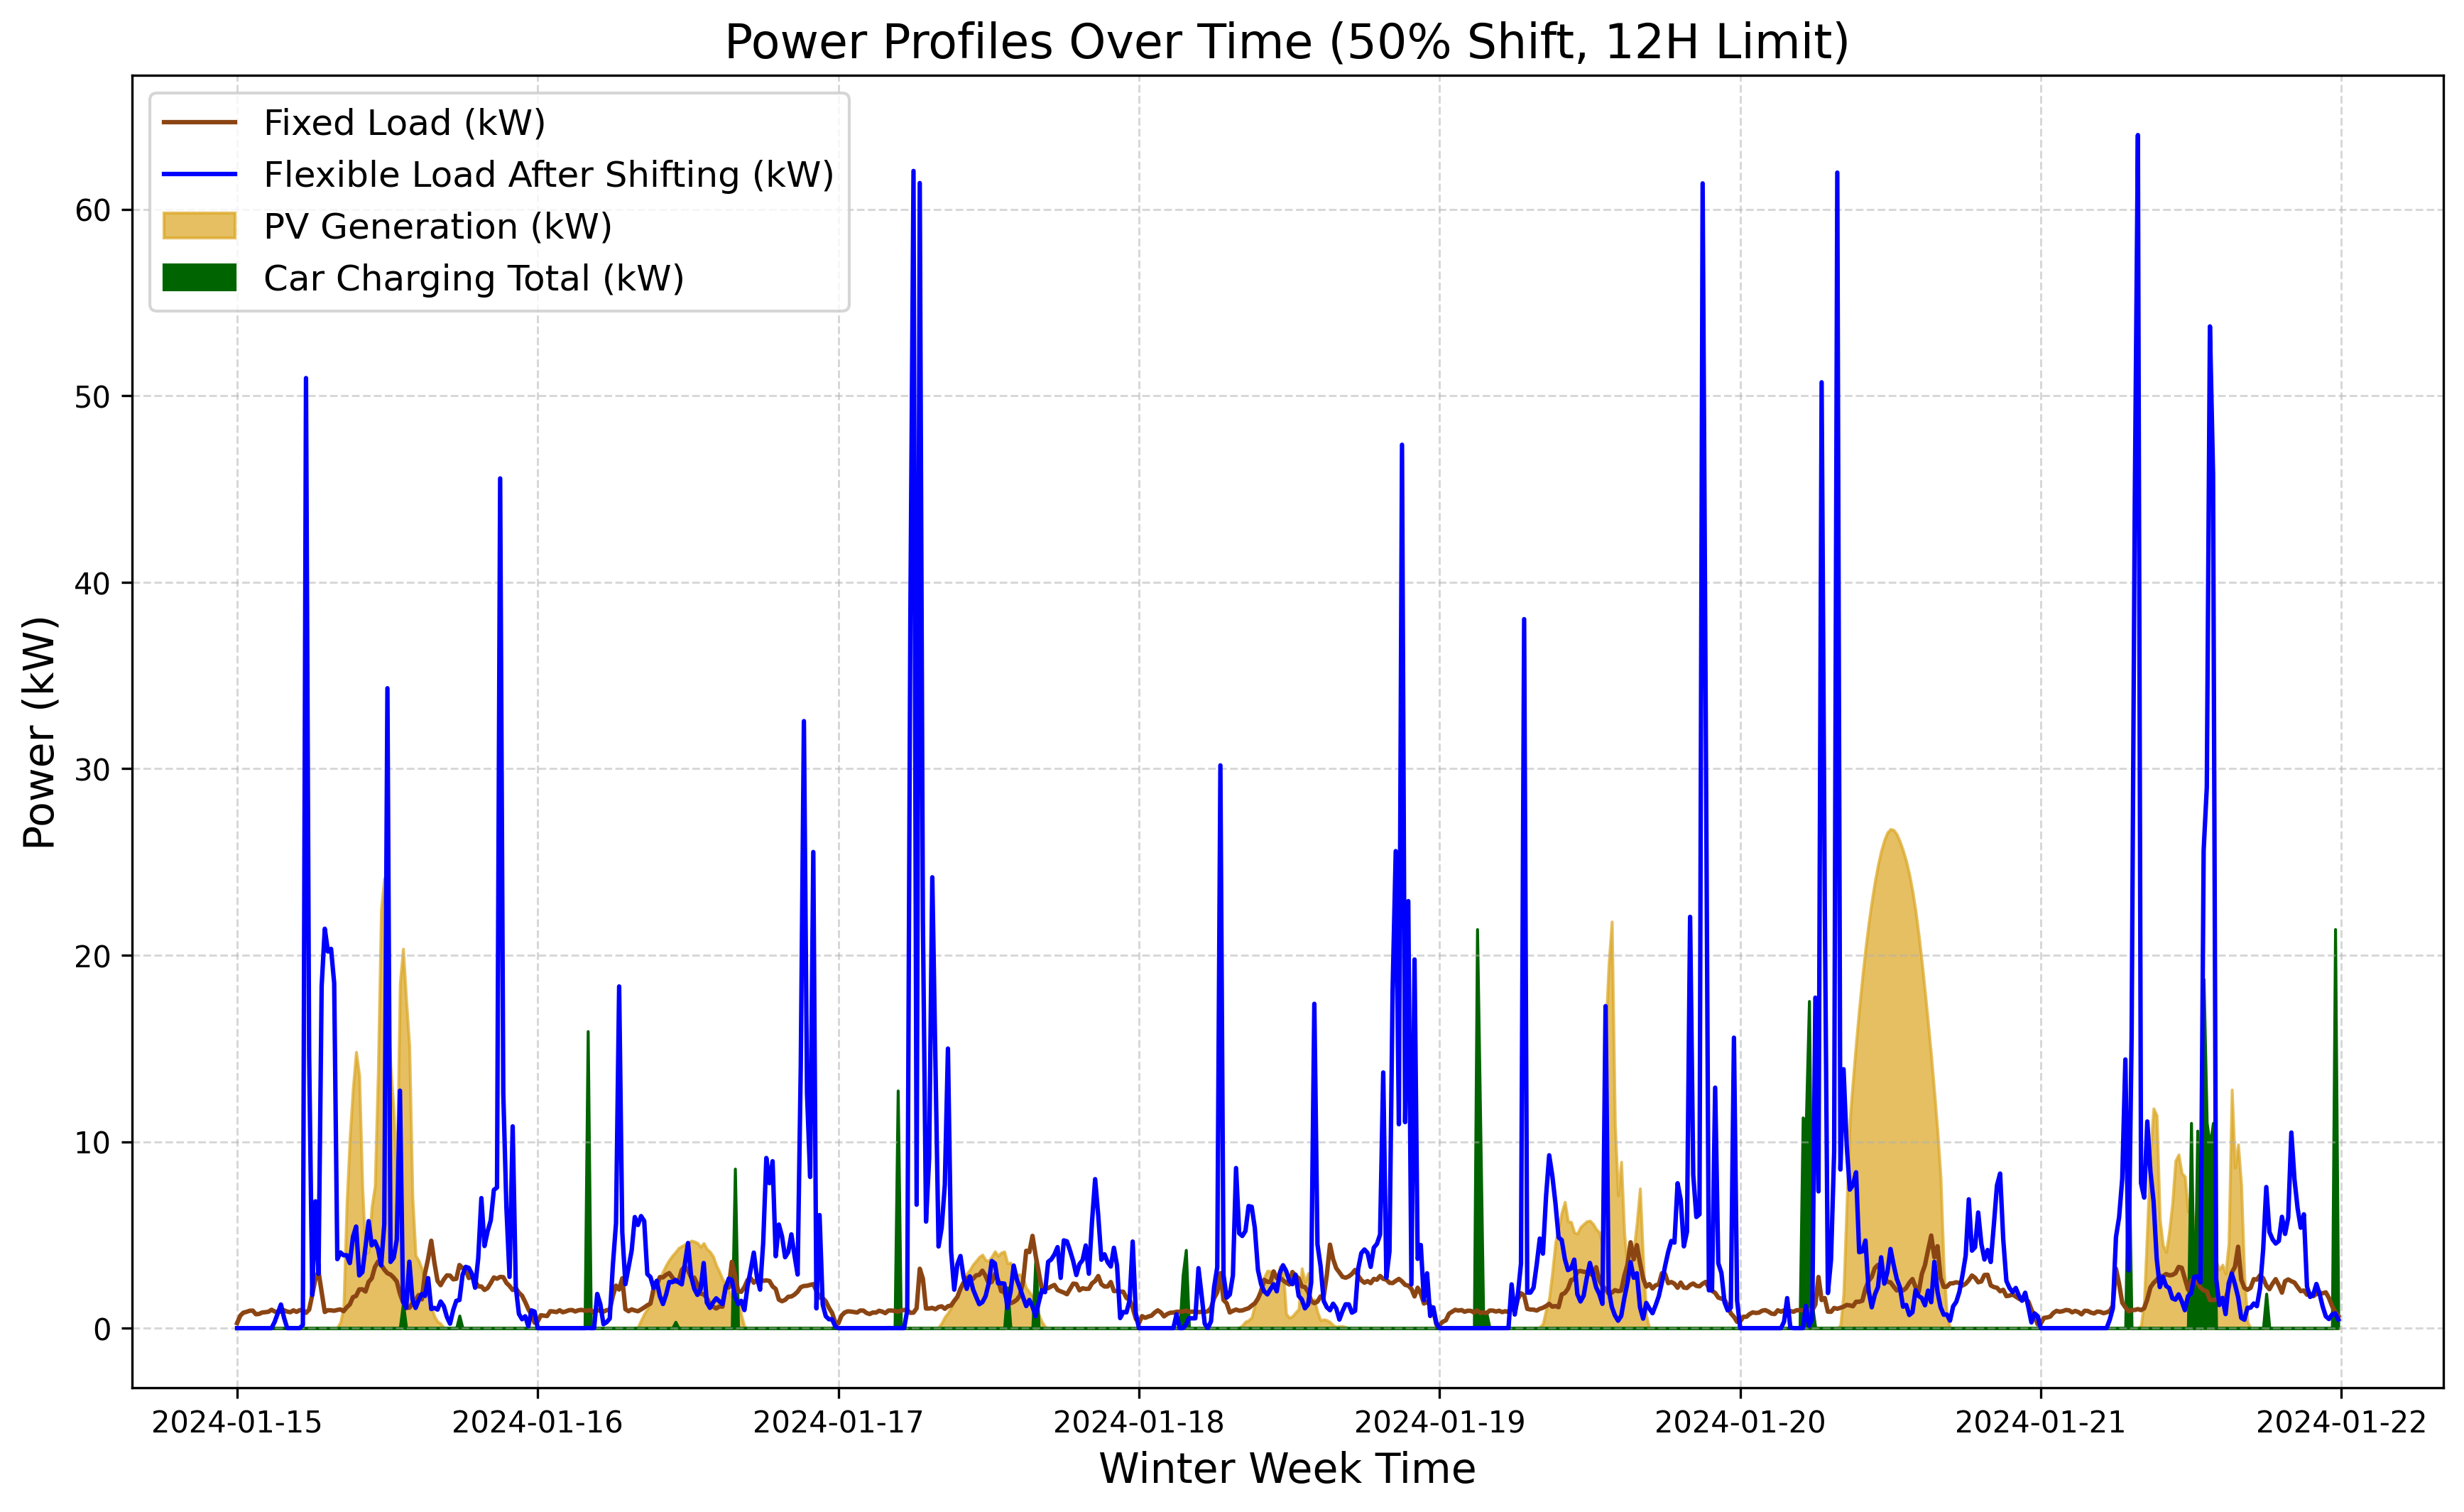 Power Profiles Over Time (50% Shift, 12H Limit)
Fixed Load (kW)
Flexible Load After Shifting (kW)
PV Generation (kW)
Car Charging Total (kW)
Power (kW)
60
50
40
30
20
10
0
2024-01-15
2024-01-16
2024-01-17
2024-01-18
2024-01-19
2024-01-20
2024-01-21
2024-01-22
Winter Week Time